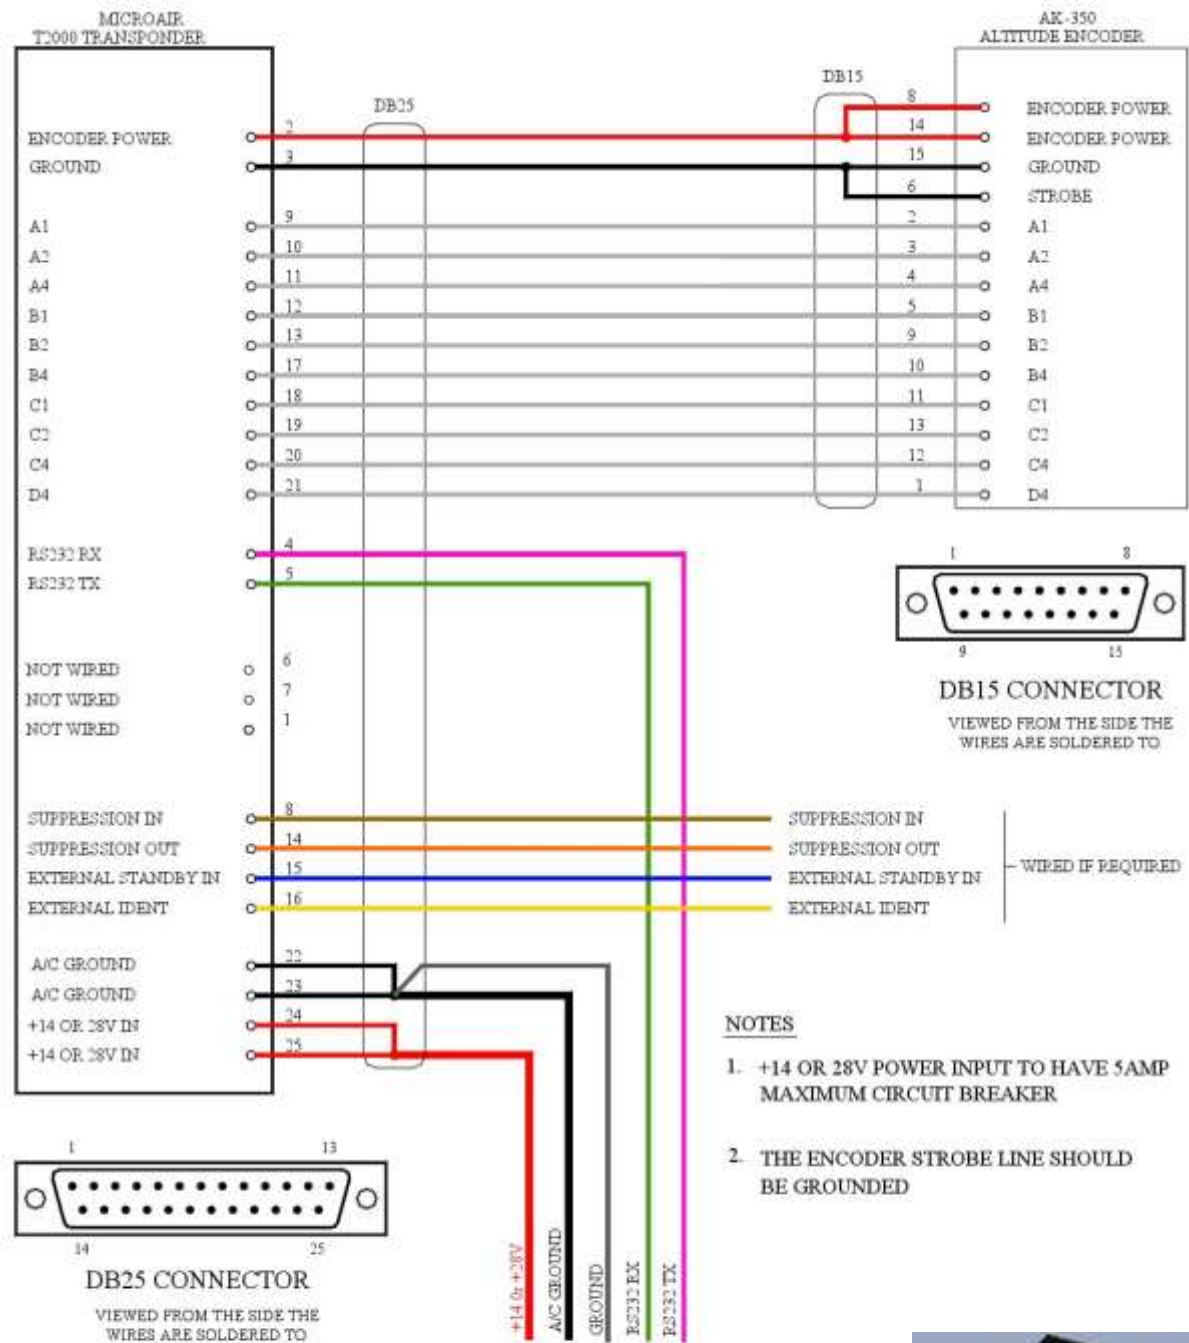 MICROAIR
T2000 TRANSPONDER
AK-350
ALTITUDE ENCODER
DB25
DB15
ENCODER POWER 2
GROUND 3
A1 9
A2 10
A4 11
B1 12
B2 13
B4 17
C1 18
C2 19
C4 20
D4 21
8 ENCODER POWER
14 ENCODER POWER
15 GROUND
6 STROBE
2 A1
3 A2
4 A4
5 B1
9 B2
10 B4
11 C1
13 C2
12 C4
1 D4
RS232 RX 4
RS232 TX 5
NOT WIRED 6
NOT WIRED 7
NOT WIRED 1
1 8
9 15
DB15 CONNECTOR
VIEWED FROM THE SIDE THE
WIRES ARE SOLDERED TO
SUPPRESSION IN 8 SUPPRESSION IN
SUPPRESSION OUT 14 SUPPRESSION OUT
EXTERNAL STANDBY IN 15 EXTERNAL STANDBY IN
EXTERNAL IDENT 16 EXTERNAL IDENT
WIRED IF REQUIRED
A/C GROUND 22
A/C GROUND 23
+14 OR 28V IN 24
+14 OR 28V IN 25
NOTES
1. +14 OR 28V POWER INPUT TO HAVE 5AMP
MAXIMUM CIRCUIT BREAKER
2. THE ENCODER STROBE LINE SHOULD
BE GROUNDED
1 13
14 25
DB25 CONNECTOR
VIEWED FROM THE SIDE THE
WIRES ARE SOLDERED TO
+14 0r +28V
A/C GROUND
GROUND
RS232 RX
RS232 TX